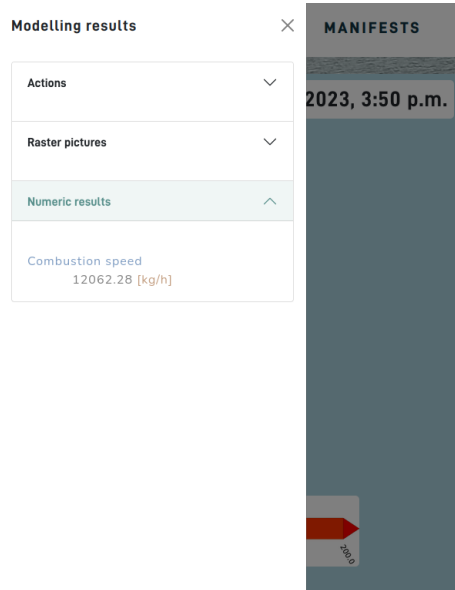 Modelling results
MANIFESTS
Actions
2023, 3:50 p.m.
Raster pictures
Numeric results
Combustion speed
12062.28 [kg/h]
200.0